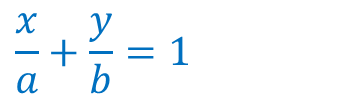 x/a + y/b = 1